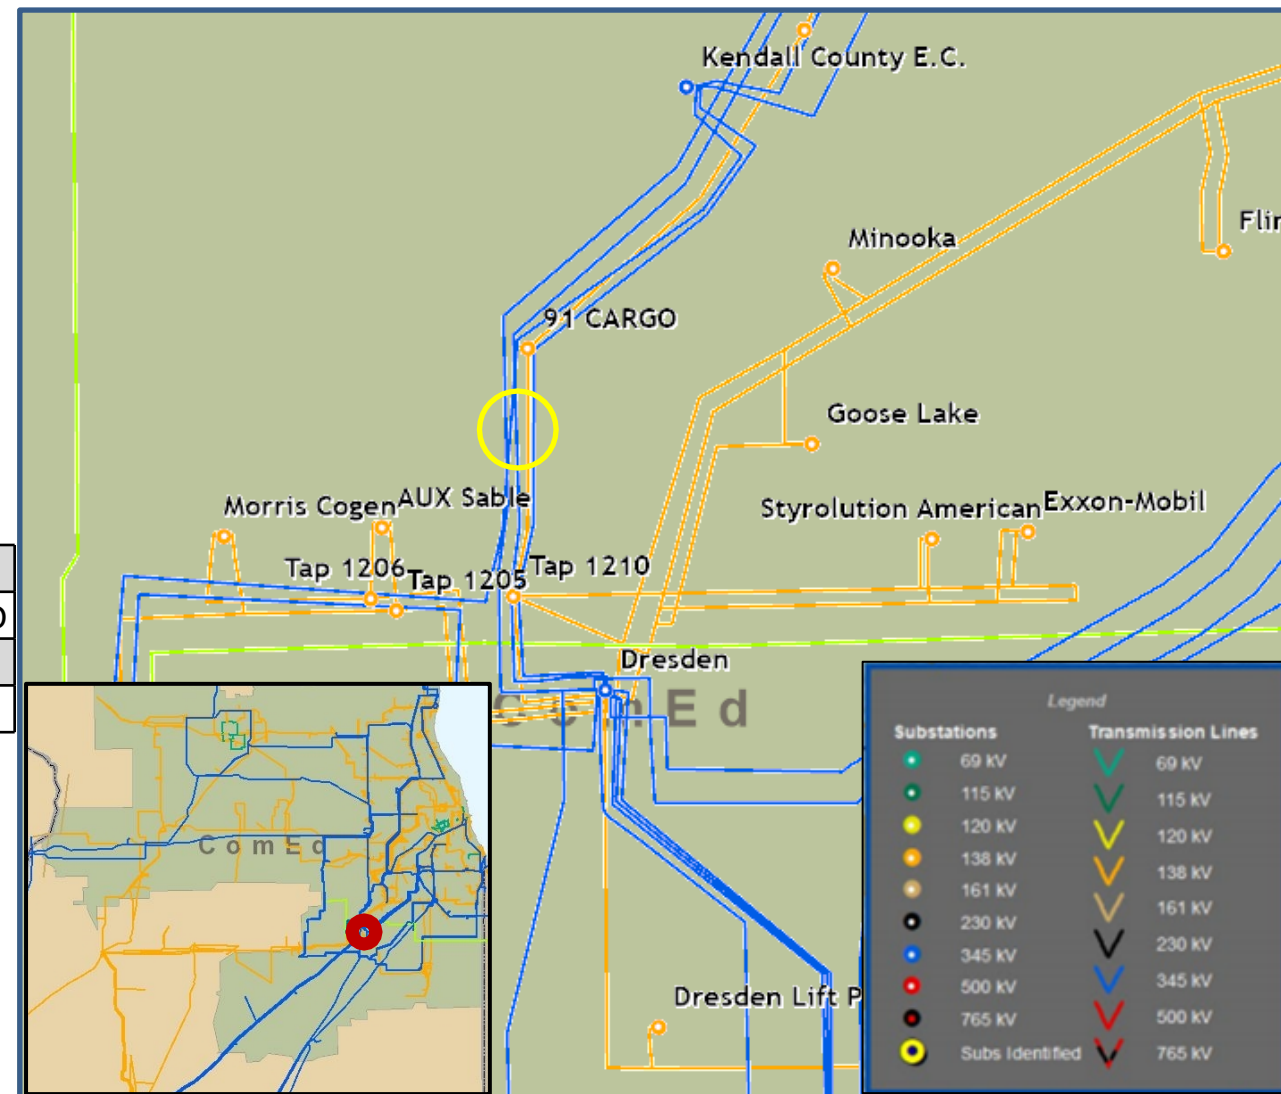 Kendall County E.C.
Minooka
91 CARGO
Goose Lake
Morris Cogen
AUX Sable
Styrolution American
Exxon-Mobil
Tap 1206
Tap 1205
Tap 1210
Dresden
ComEd
ComEd
Dresden Lift
Legend
Substations
Transmission Lines
69 kV
69 kV
115 kV
115 kV
120 kV
120 kV
138 kV
138 kV
161 kV
161 kV
230 kV
230 kV
345 kV
345 kV
500 kV
500 kV
765 kV
Subs Identified
765 kV